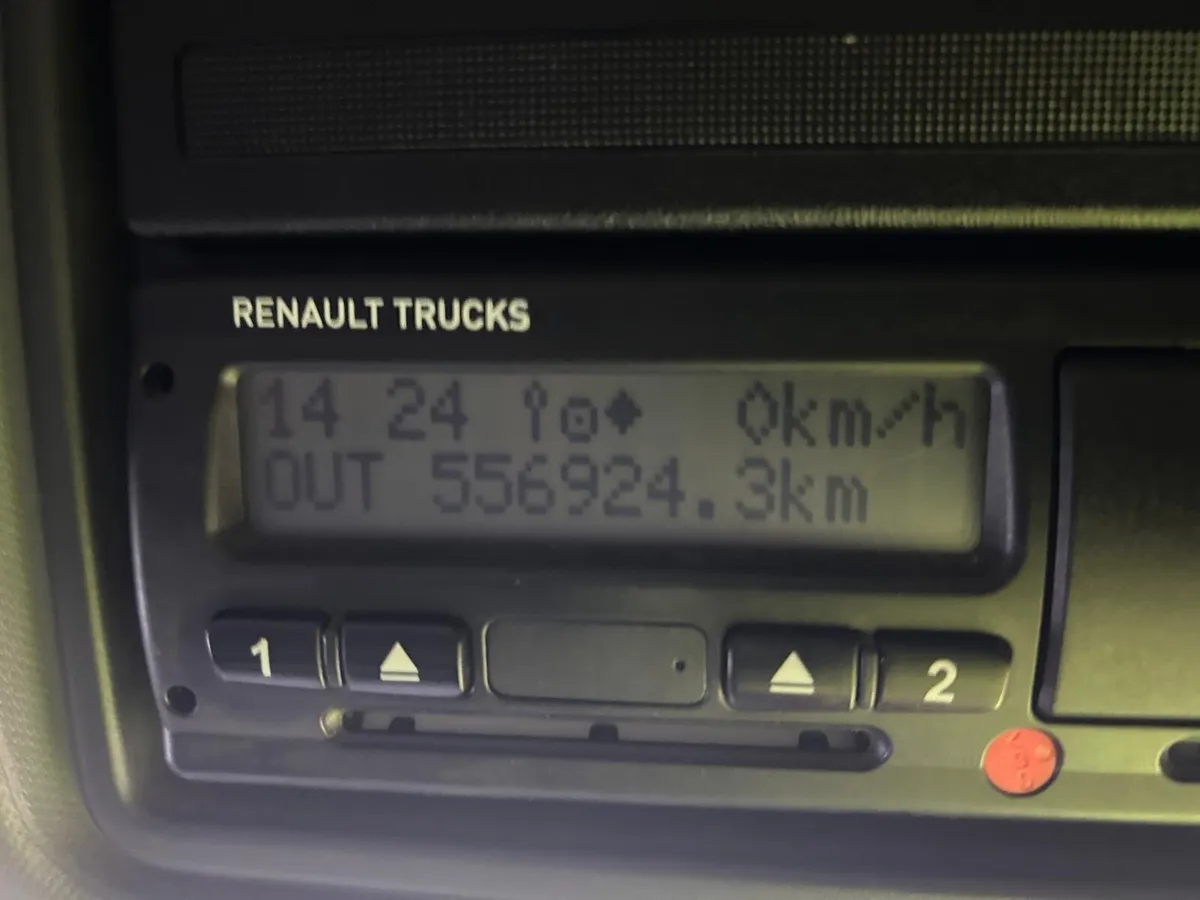 RENAULT TRUCKS
14 24 0km/h
OUT 556924.3km
1 2